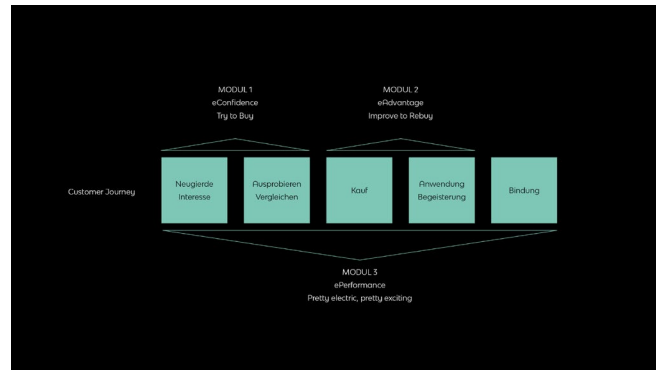 MODUL 1
eConfidence
Try to Buy
MODUL 2
eAdvantage
Improve to Rebuy
Customer Journey
Neugierde
Interesse
Ausprobieren
Vergleichen
Kauf
Anwendung
Begeisterung
Bindung
MODUL 3
ePerformance
Pretty electric, pretty exciting